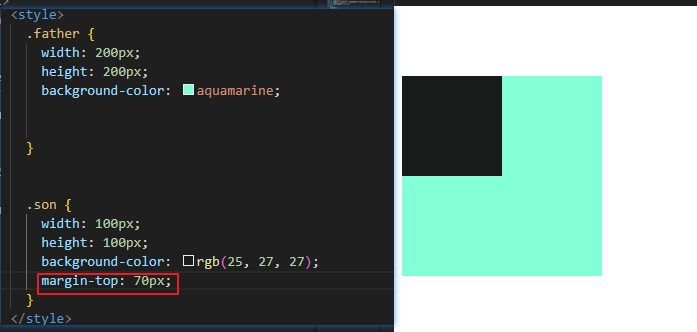 <style>
.father {
width: 200px;
height: 200px;
background-color: aquamarine;
}
.son {
width: 100px;
height: 100px;
background-color: rgb(25, 27, 27);
margin-top: 70px;
}
</style>